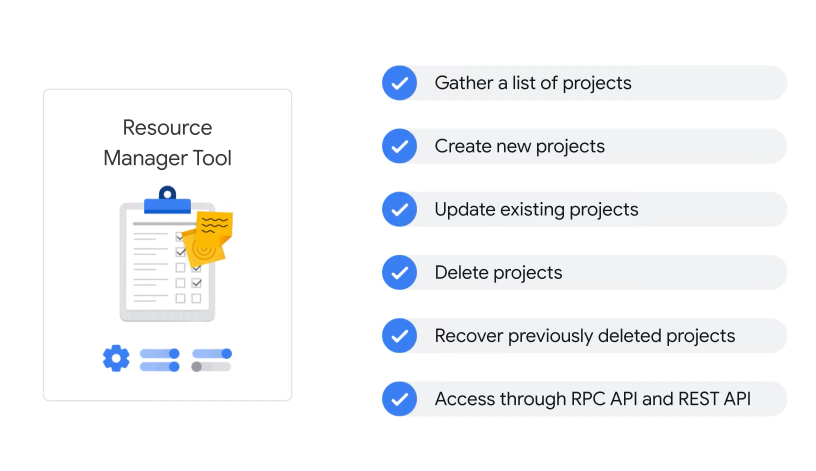 Resource
Manager Tool
Gather a list of projects
Create new projects
Update existing projects
Delete projects
Recover previously deleted projects
Access through RPC API and REST API